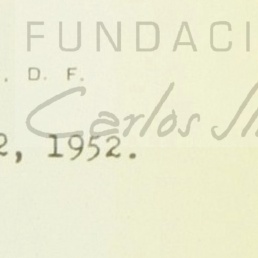 FUNDACI
. D. F.
Carlos
2, 1952.